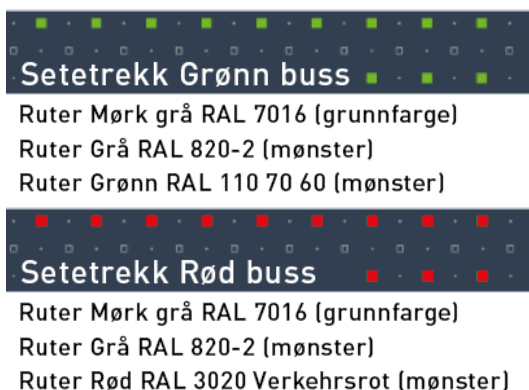 Setetrekk Grønn buss
Ruter Mørk grå RAL 7016 (grunnfarge)
Ruter Grå RAL 820-2 (mønster)
Ruter Grønn RAL 110 70 60 (mønster)
Setetrekk Rød buss
Ruter Mørk grå RAL 7016 (grunnfarge)
Ruter Grå RAL 820-2 (mønster)
Ruter Rød RAL 3020 Verkehrsrot (mønster)